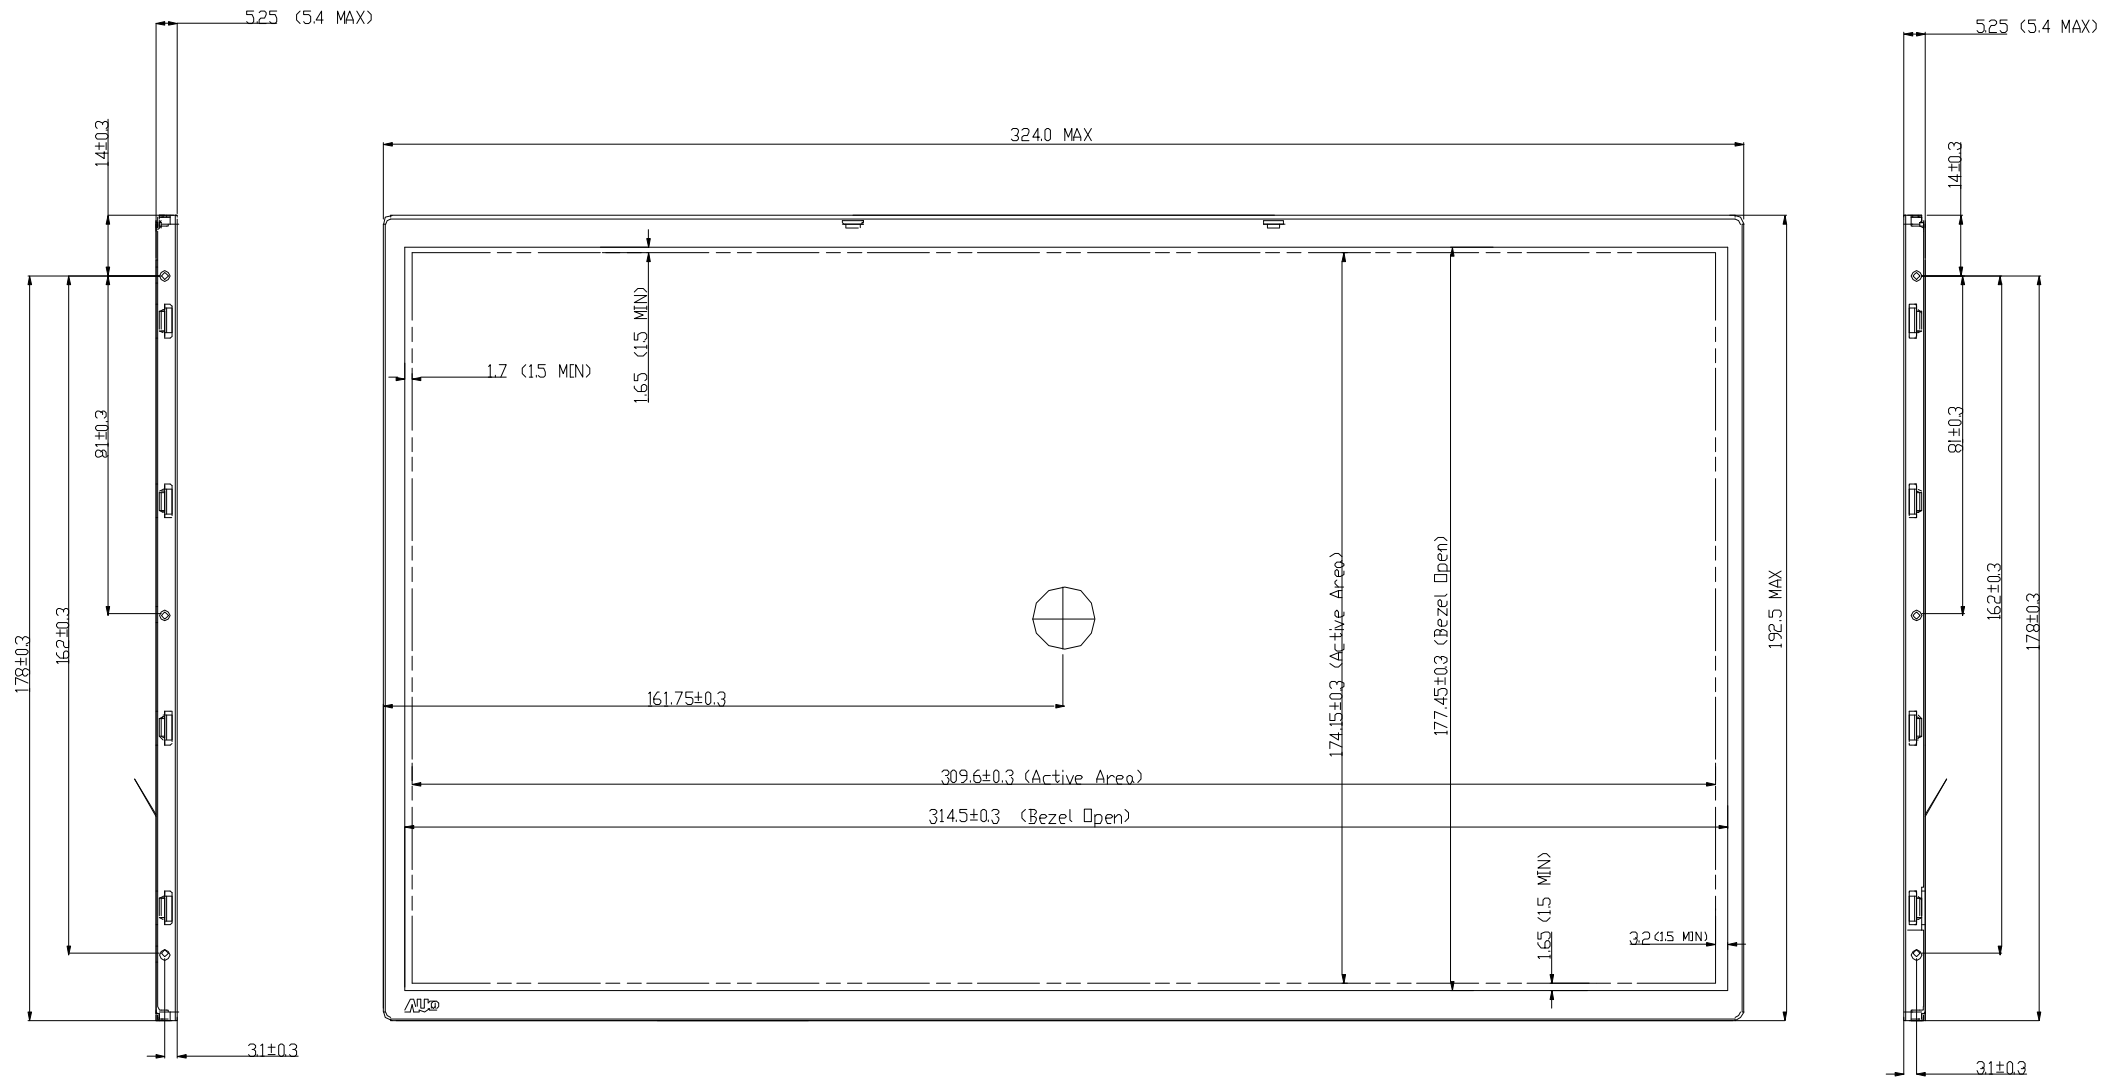 5.25 (5.4 MAX)
5.25 (5.4 MAX)
14±0.3
324.0 MAX
14±0.3
1.65 (1.5 MIN)
1.7 (1.5 MIN)
81±0.3
81±0.3
174.15±0.3 (Active Area)
177.45±0.3 (Bezel Open)
192.5 MAX
178±0.3
162±0.3
162±0.3
178±0.3
161.75±0.3
309.6±0.3 (Active Area)
314.5±0.3 (Bezel Open)
1.65 (1.5 MIN)
3.2 (1.5 MIN)
AUO
3.1±0.3
3.1±0.3